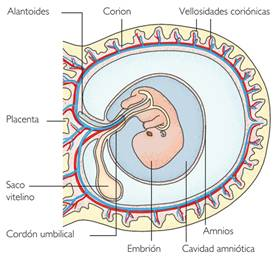 Alantoides
Corion
Vellosidades coriónicas
Placenta
Saco
vitelino
Cordón umbilical
Embrión
Amnios
Cavidad amniótica